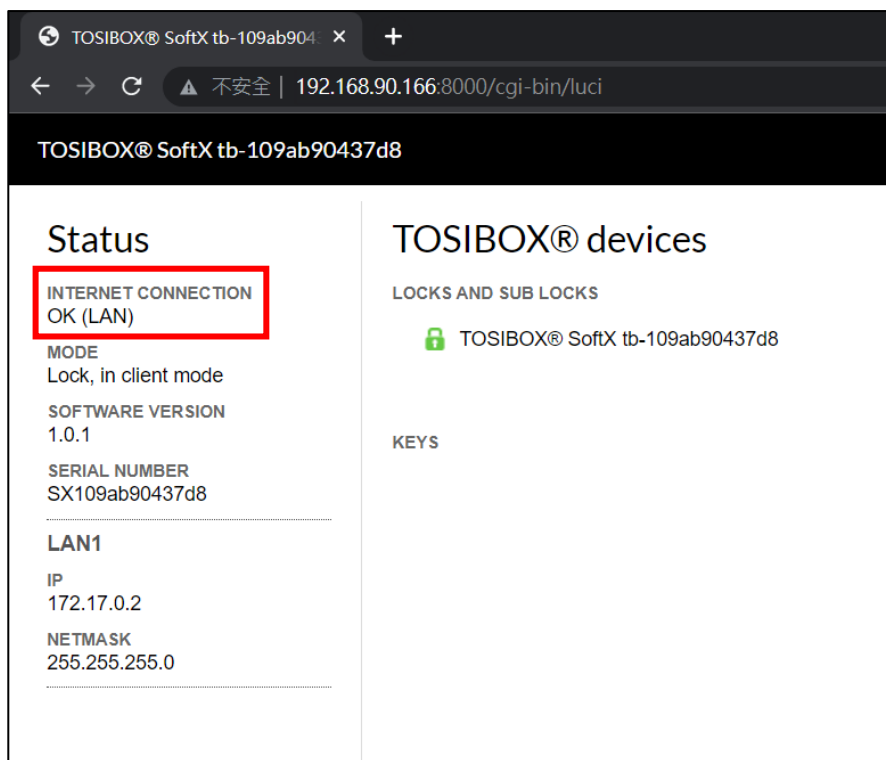 TOSIBOX® SoftX tb-109ab904
不安全 | 192.168.90.166:8000/cgi-bin/luci
TOSIBOX® SoftX tb-109ab90437d8
Status
INTERNET CONNECTION
OK (LAN)
MODE
Lock, in client mode
SOFTWARE VERSION
1.0.1
SERIAL NUMBER
SX109ab90437d8
LAN1
IP
172.17.0.2
NETMASK
255.255.255.0
TOSIBOX® devices
LOCKS AND SUB LOCKS
TOSIBOX® SoftX tb-109ab90437d8
KEYS